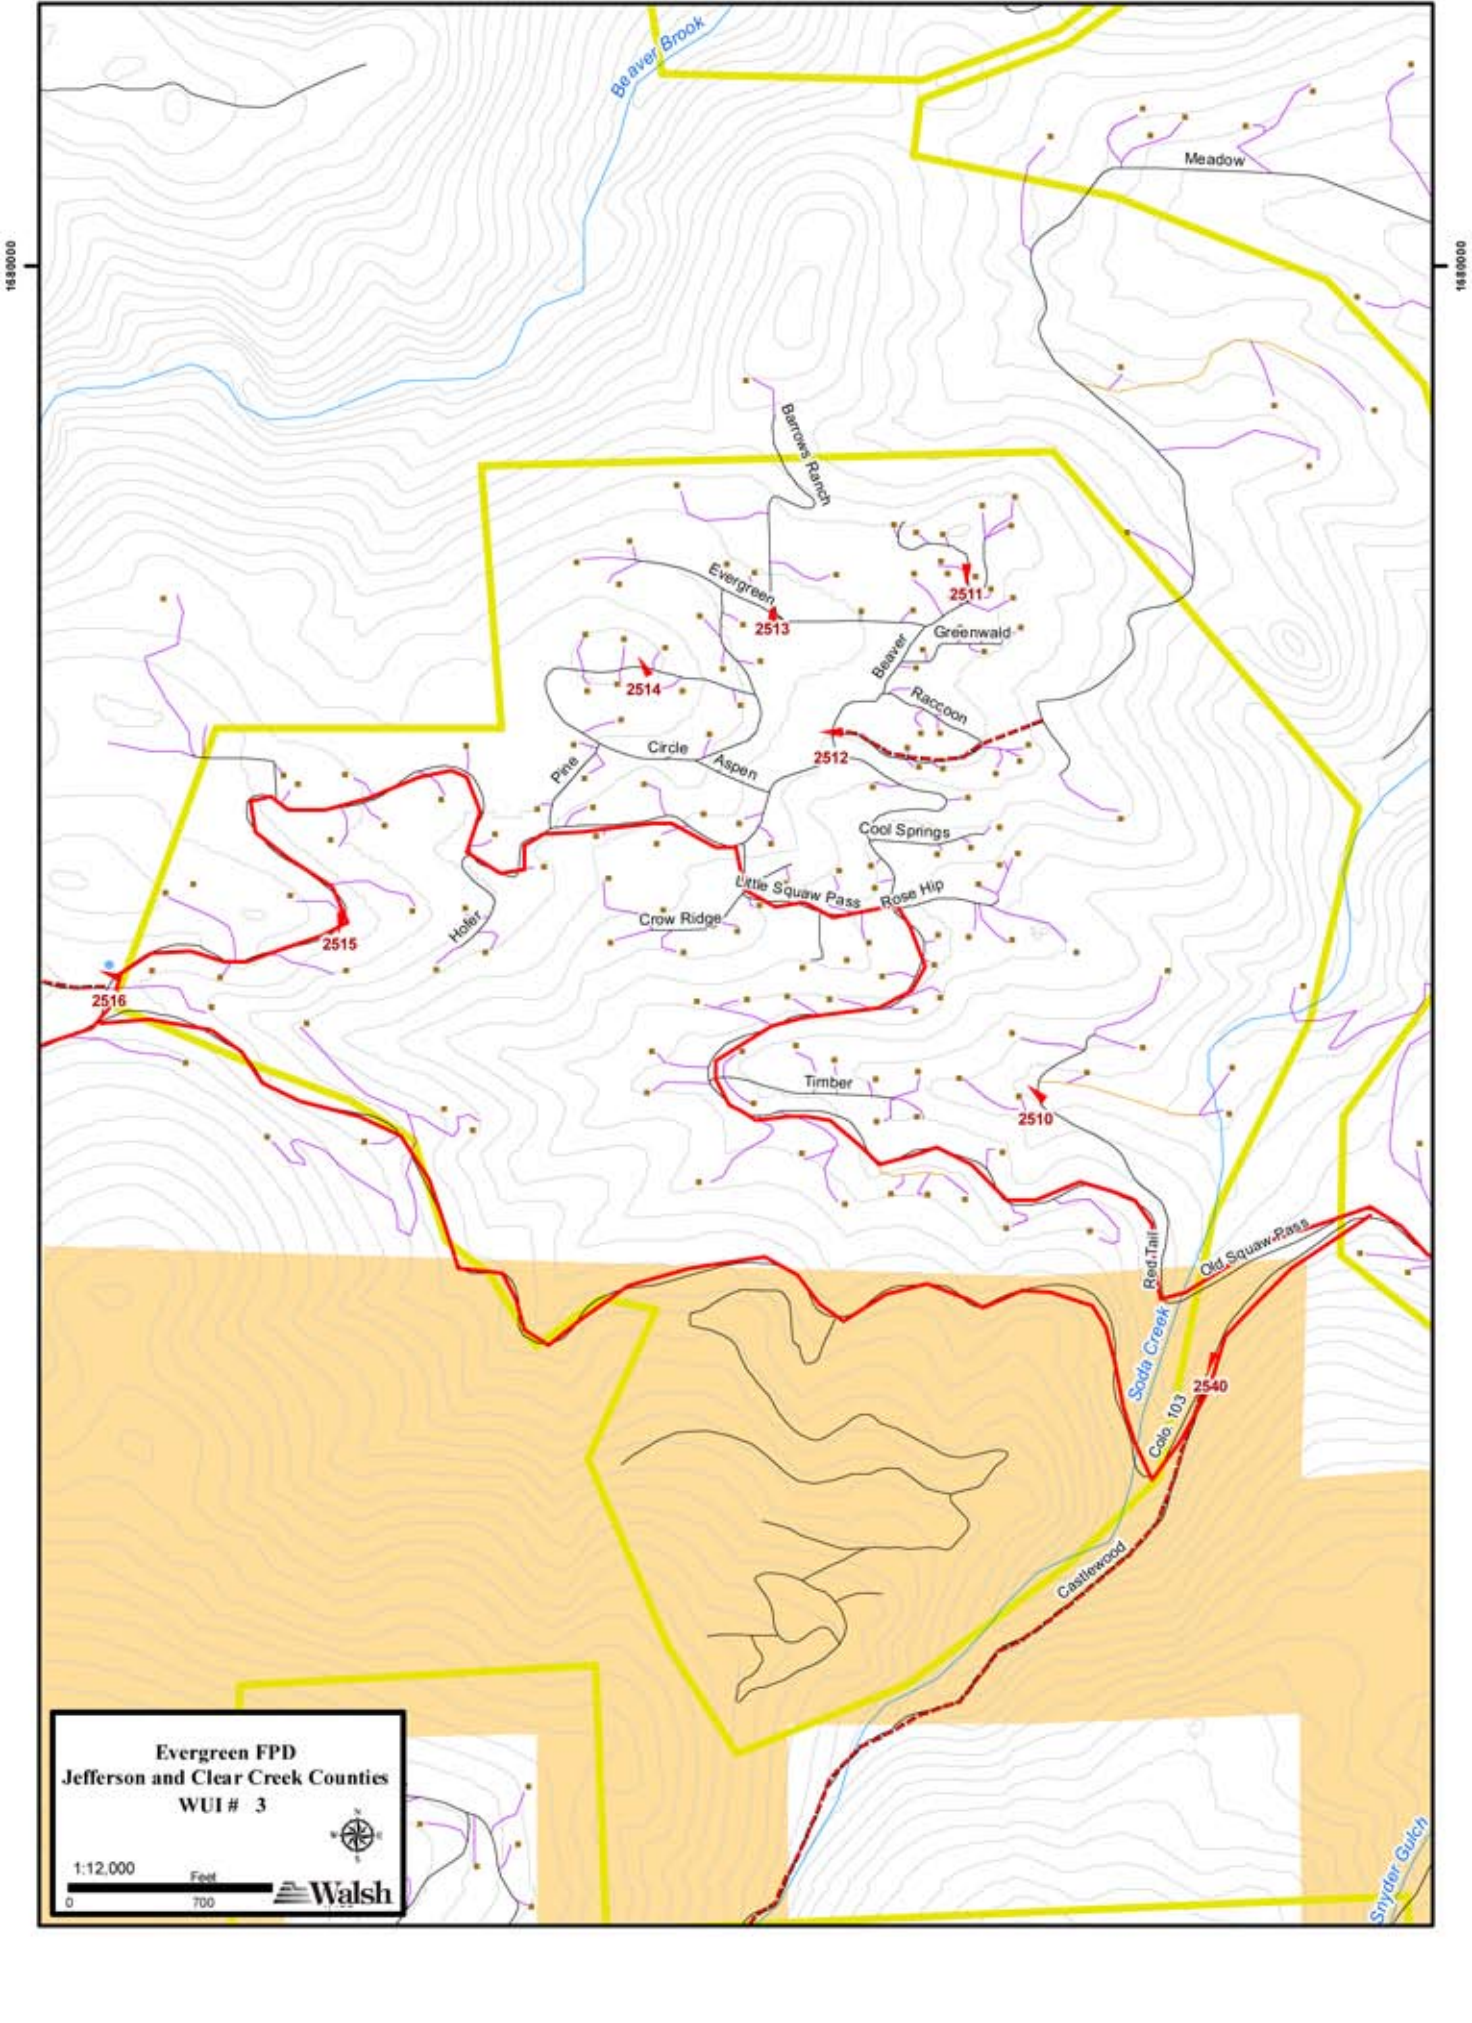 Beaver Brook
Meadow
1680000
1680000
Barrows Ranch
Evergreen
2513
2511
Greenwald
Beaver
2514
Raccoon
Circle
Aspen
Pine
2512
Cool Springs
Little Squaw Pass
Rose Hip
Crow Ridge
Hofer
2515
2516
Timber
2510
Red Tail
Old Squaw Pass
Soda Creek
2540
Colo. 103
Castlewood
Snyder Gulch
Evergreen FPD
Jefferson and Clear Creek Counties
WUI # 3
N
W E
S
1:12,000
Feet
0 700
Walsh